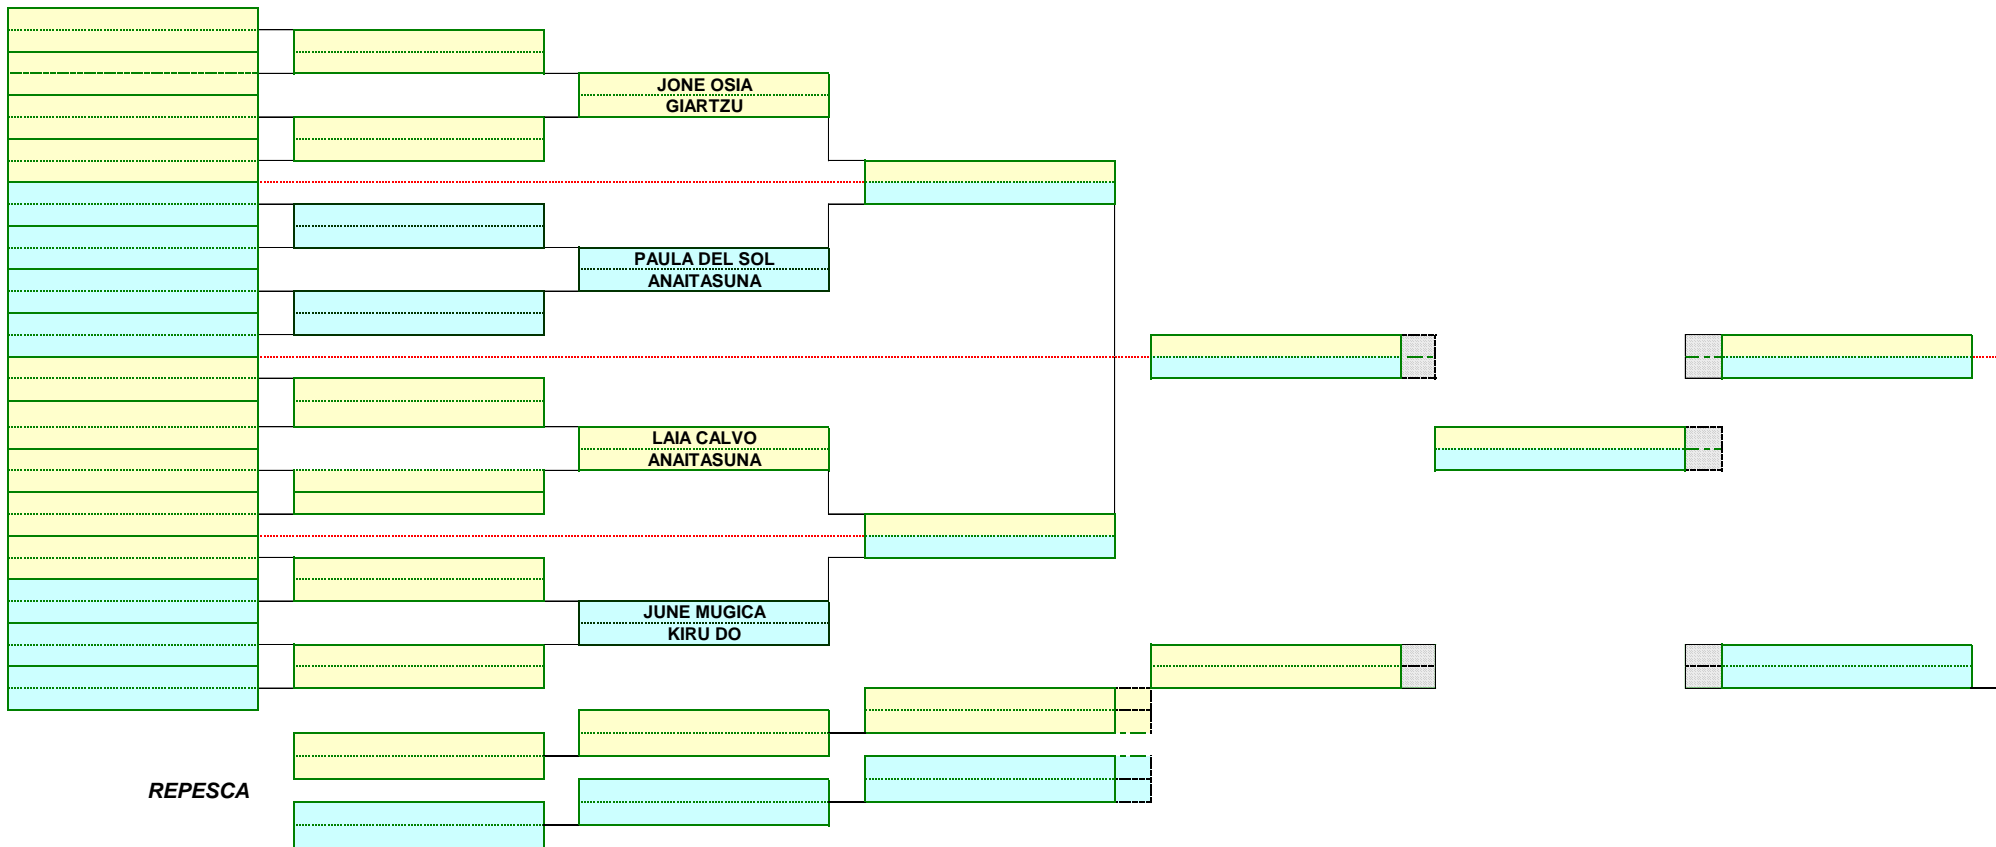 JONE OSIA
GIARTZU
PAULA DEL SOL
ANAITASUNA
LAIA CALVO
ANAITASUNA
JUNE MUGICA
KIRU DO
REPESCA